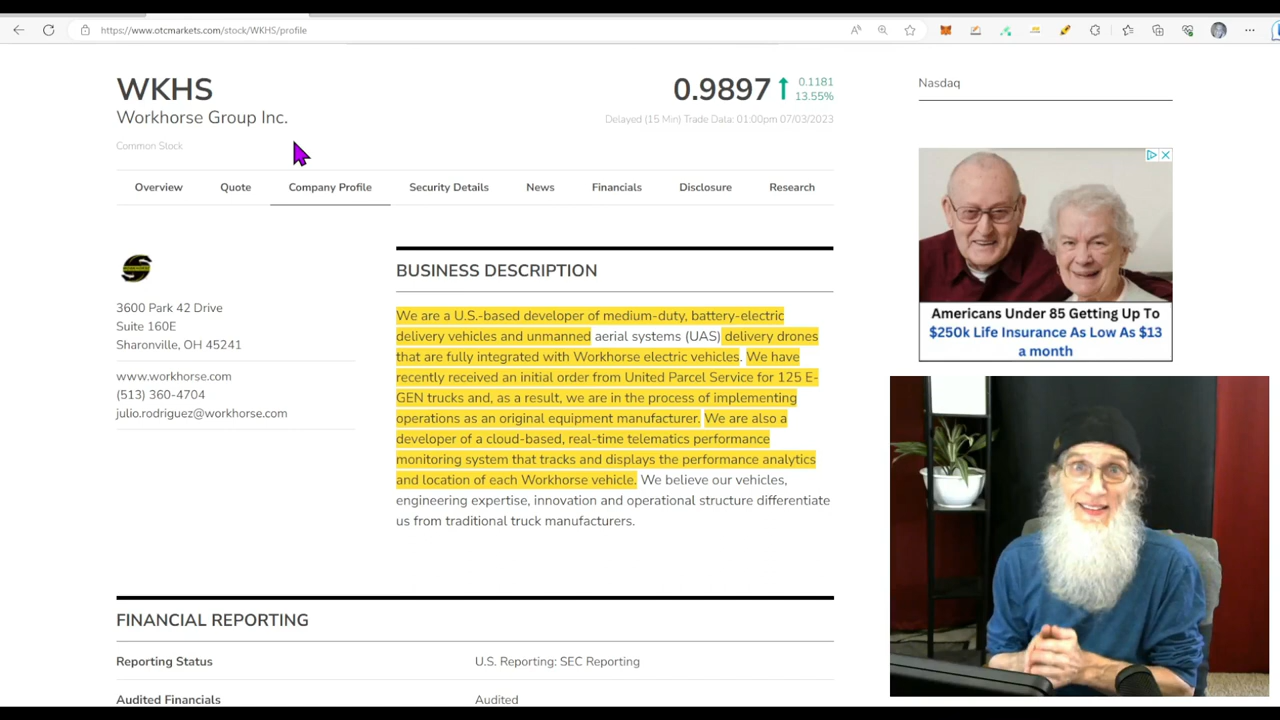 https://www.otcmarkets.com/stock/WKHS/profile
WKHS
Workhorse Group Inc.
Common Stock
0.9897
0.1181
13.55%
Delayed (15 Min) Trade Data: 01:00pm 07/03/2023
Overview
Quote
Company Profile
Security Details
News
Financials
Disclosure
Research
3600 Park 42 Drive
Suite 160E
Sharonville, OH 45241
www.workhorse.com
(513) 360-4704
julio.rodriguez@workhorse.com
BUSINESS DESCRIPTION
We are a U.S.-based developer of medium-duty, battery-electric
delivery vehicles and unmanned aerial systems (UAS) delivery drones
that are fully integrated with Workhorse electric vehicles. We have
recently received an initial order from United Parcel Service for 125 E-
GEN trucks and, as a result, we are in the process of implementing
operations as an original equipment manufacturer. We are also a
developer of a cloud-based, real-time telematics performance
monitoring system that tracks and displays the performance analytics
and location of each Workhorse vehicle. We believe our vehicles,
engineering expertise, innovation and operational structure differentiate
us from traditional truck manufacturers.
FINANCIAL REPORTING
Reporting Status
U.S. Reporting: SEC Reporting
Audited Financials
Audited
Nasdaq
Americans Under 85 Getting Up To
$250k Life Insurance As Low As $13
a month